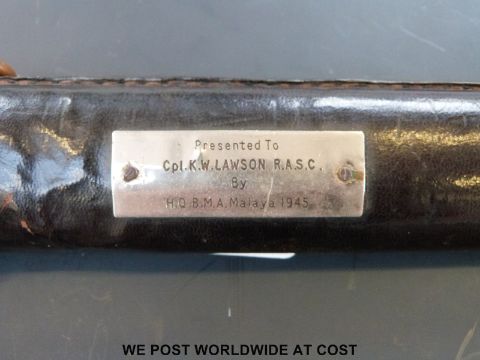 Presented To
Cpl.K.W.LAWSON R.A.S.C.
By
H.Q.B.M.A. Malaya 1945
WE POST WORLDWIDE AT COST